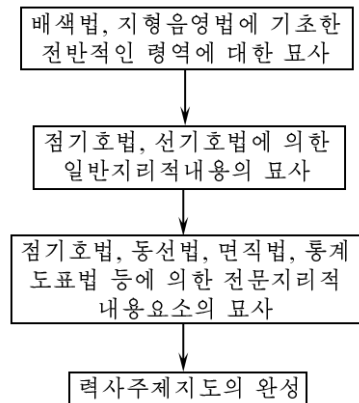 배색법, 지형음영법에 기초한
전반적인 령역에 대한 묘사
점기호법, 선기호법에 의한
일반지리적내용의 묘사
점기호법, 동선법, 면직법, 통계
도표법 등에 의한 전문지리적
내용요소의 묘사
력사주제지도의 완성